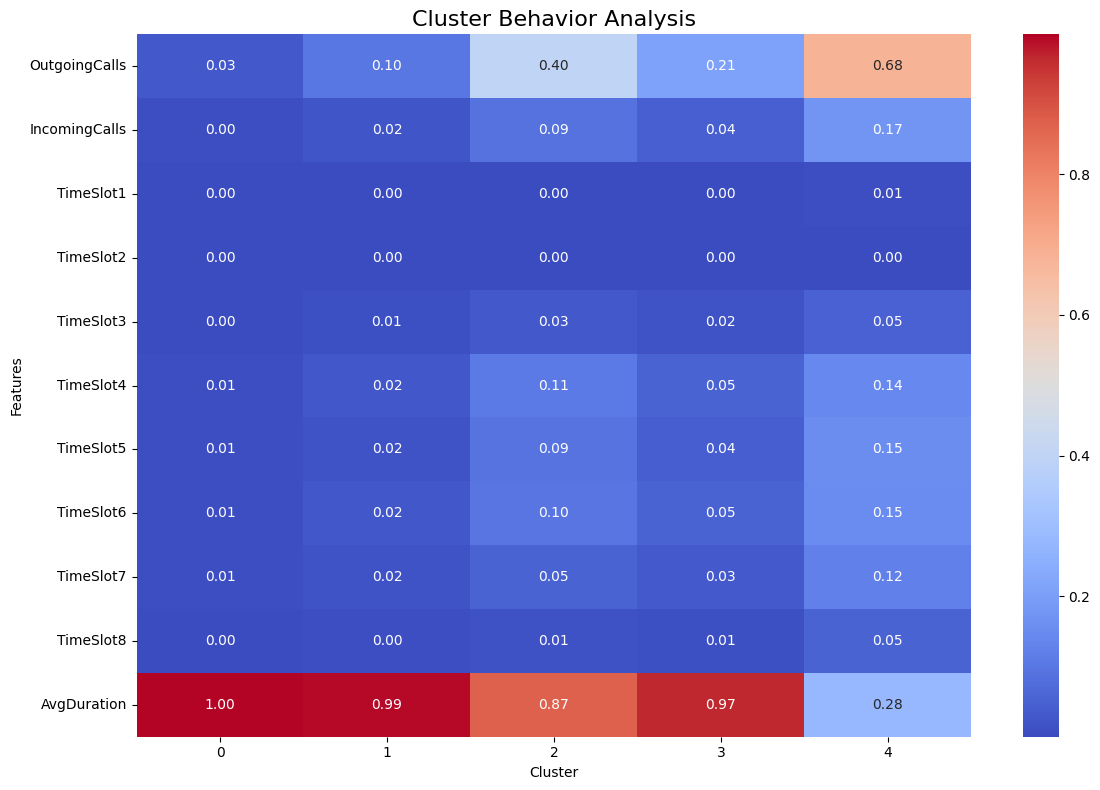 Cluster Behavior Analysis
OutgoingCalls 0.03 0.10 0.40 0.21 0.68
IncomingCalls 0.00 0.02 0.09 0.04 0.17
TimeSlot1 0.00 0.00 0.00 0.00 0.01
TimeSlot2 0.00 0.00 0.00 0.00 0.00
TimeSlot3 0.00 0.01 0.03 0.02 0.05
TimeSlot4 0.01 0.02 0.11 0.05 0.14
TimeSlot5 0.01 0.02 0.09 0.04 0.15
TimeSlot6 0.01 0.02 0.10 0.05 0.15
TimeSlot7 0.01 0.02 0.05 0.03 0.12
TimeSlot8 0.00 0.00 0.01 0.01 0.05
AvgDuration 1.00 0.99 0.87 0.97 0.28
0 1 2 3 4
Cluster
Features
0.8
0.6
0.4
0.2